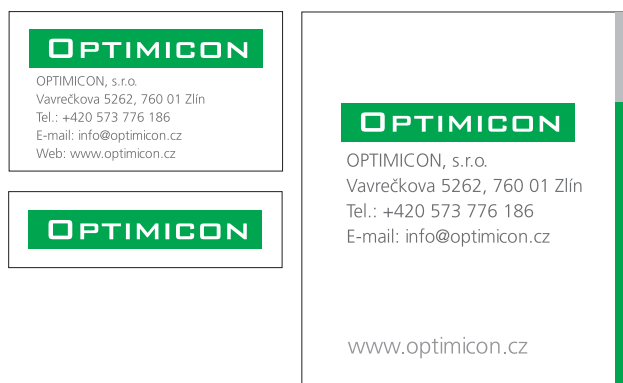 OPTIMICON
OPTIMICON, s.r.o.
Vavrečkova 5262, 760 01 Zlín
Tel.: +420 573 776 186
E-mail: info@optimicon.cz
Web: www.optimicon.cz
OPTIMICON
OPTIMICON
OPTIMICON, s.r.o.
Vavrečkova 5262, 760 01 Zlín
Tel.: +420 573 776 186
E-mail: info@optimicon.cz
www.optimicon.cz